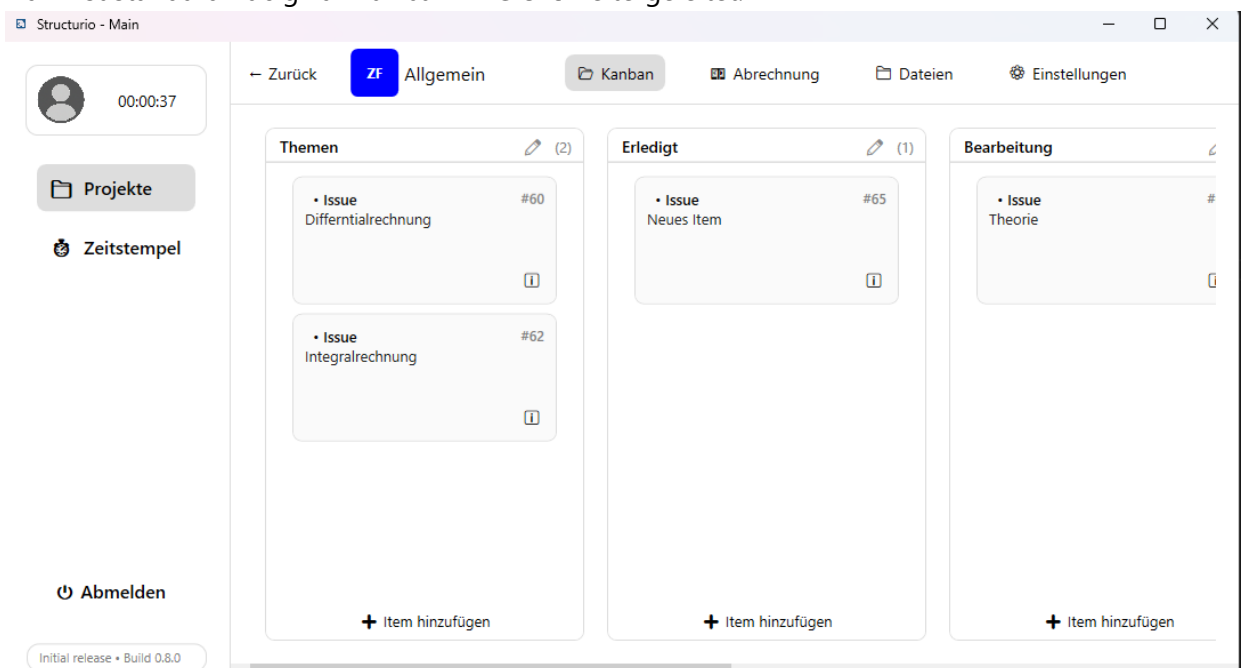 Structurio - Main
00:00:37
← Zurück
ZF
Allgemein
Kanban
Abrechnung
Dateien
Einstellungen
Projekte
Zeitstempel
Themen (2)
• Issue #60
Differntialrechnung
• Issue #62
Integralrechnung
+ Item hinzufügen
Erledigt (1)
• Issue #65
Neues Item
+ Item hinzufügen
Bearbeitung
• Issue #
Theorie
+ Item hinzufügen
Abmelden
Initial release • Build 0.8.0